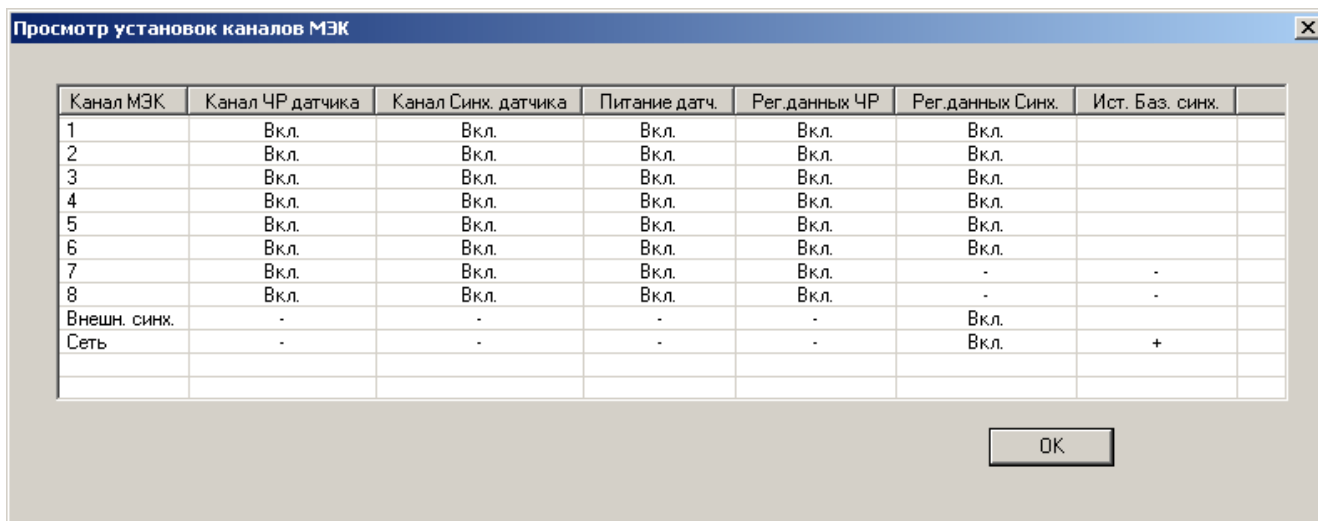 Просмотр установок каналов МЭК
Канал МЭК Канал ЧР датчика Канал Синх. датчика Питание датч. Рег.данных ЧР Рег.данных Синх. Ист. Баз. синх.
1 Вкл. Вкл. Вкл. Вкл. Вкл.
2 Вкл. Вкл. Вкл. Вкл. Вкл.
3 Вкл. Вкл. Вкл. Вкл. Вкл.
4 Вкл. Вкл. Вкл. Вкл. Вкл.
5 Вкл. Вкл. Вкл. Вкл. Вкл.
6 Вкл. Вкл. Вкл. Вкл. Вкл.
7 Вкл. Вкл. Вкл. Вкл. - -
8 Вкл. Вкл. Вкл. Вкл. - -
Внешн. синх. - - - - Вкл.
Сеть - - - - Вкл. +
OK